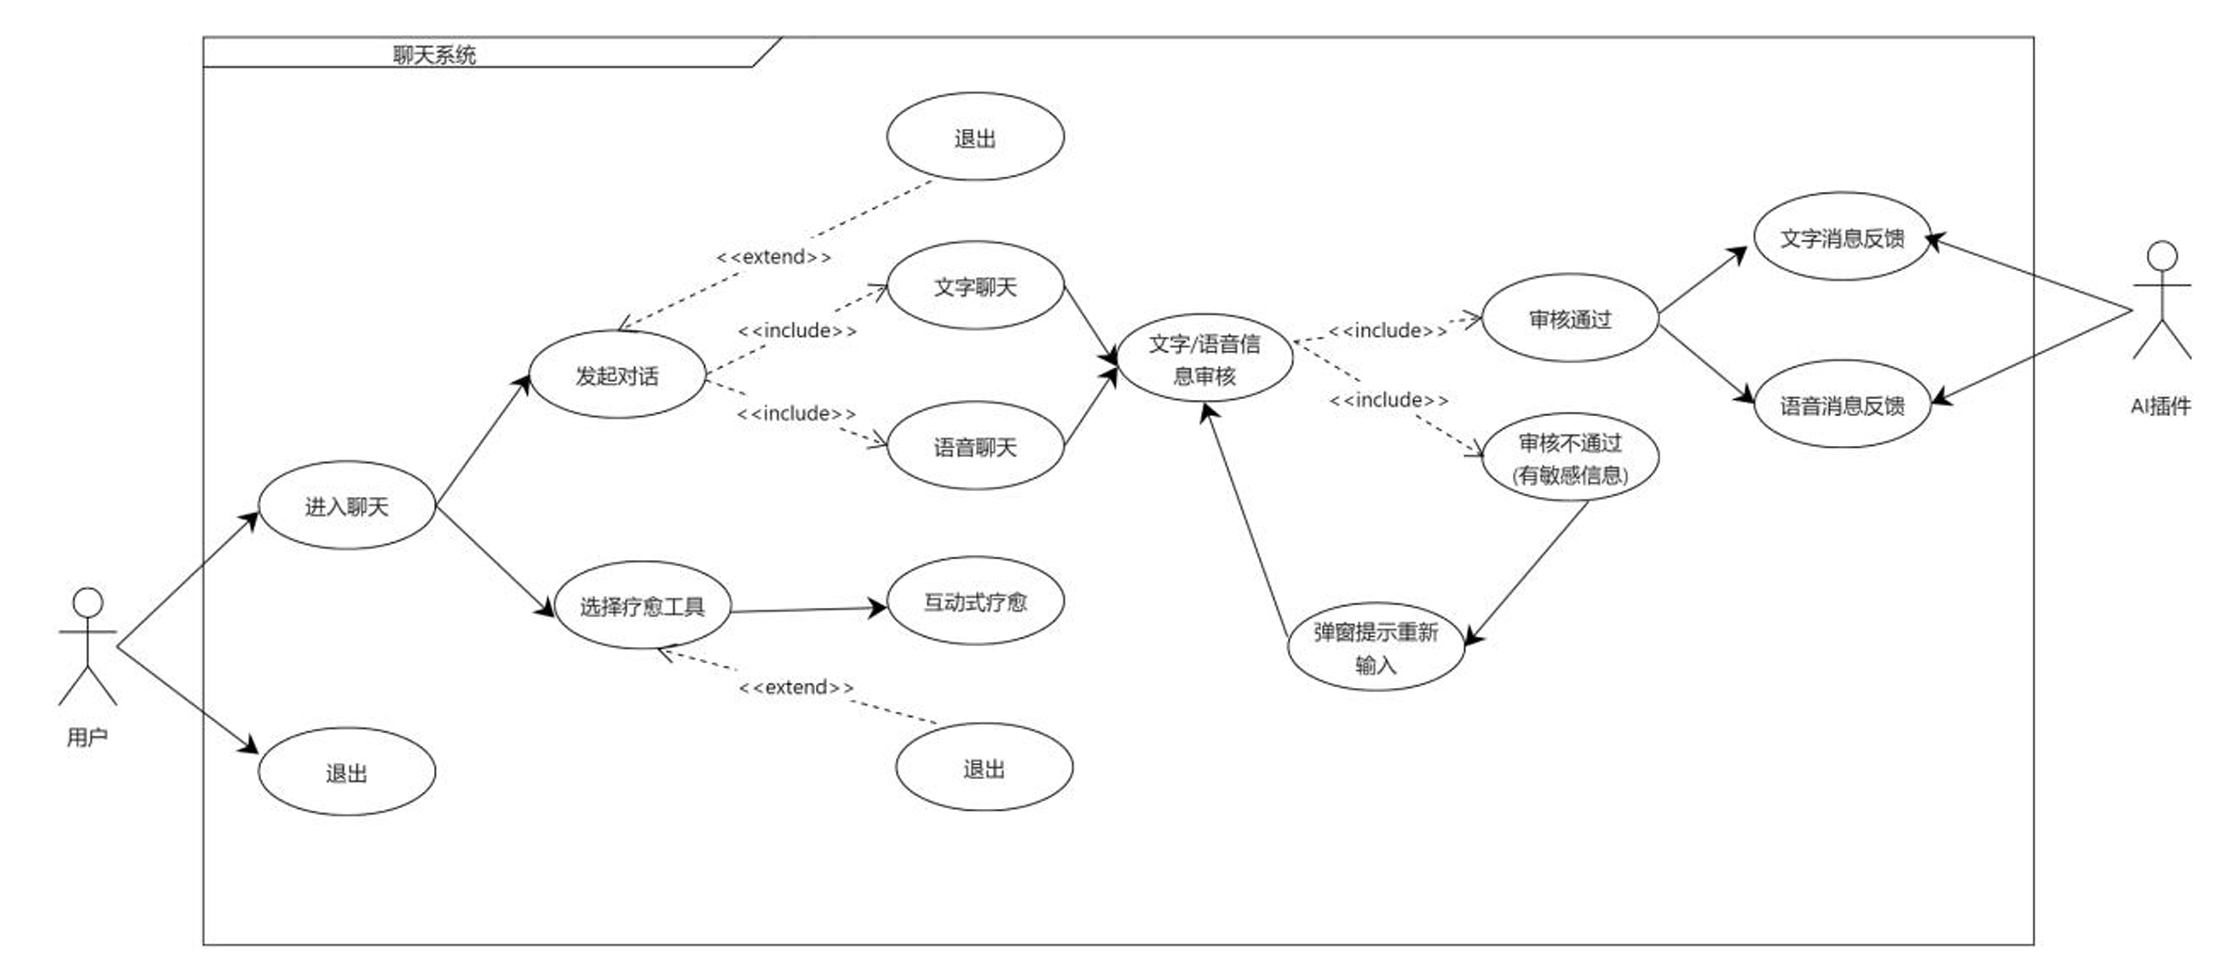 聊天系统
退出
<<extend>>
文字聊天
<<include>>
发起对话
<<include>>
语音聊天
文字/语音信
息审核
<<include>>
审核通过
<<include>>
审核不通过
(有敏感信息)
文字消息反馈
语音消息反馈
AI插件
进入聊天
选择疗愈工具
互动式疗愈
弹窗提示重新
输入
<<extend>>
退出
用户
退出